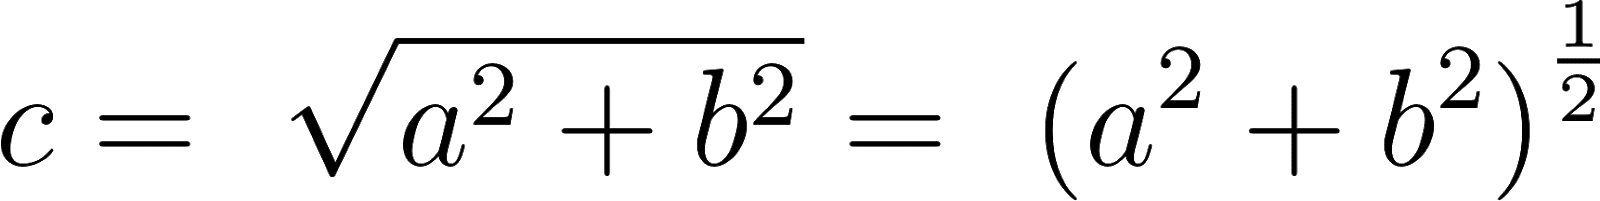 c = √(a² + b²) = (a² + b²)^{1/2}